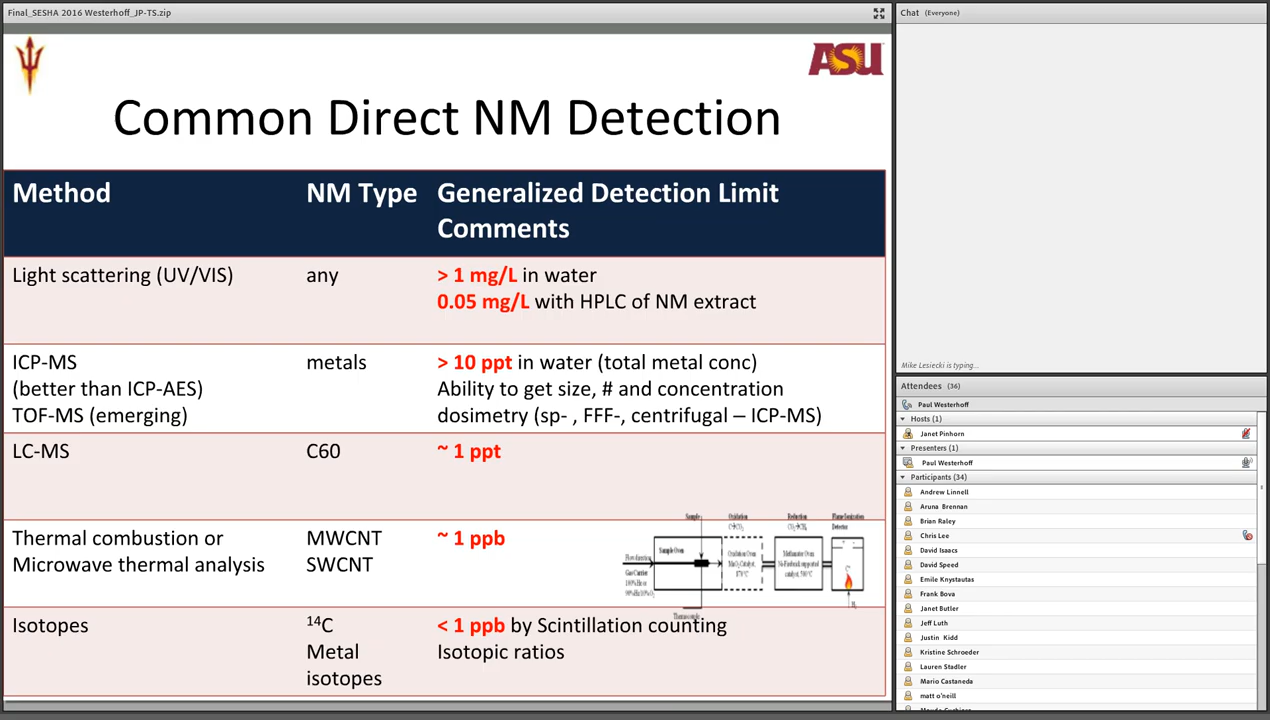 Final_SESHA 2016 Westerhoff_JP-TS.zip
ASU
Common Direct NM Detection
Method NM Type Generalized Detection Limit
Comments
Light scattering (UV/VIS) any > 1 mg/L in water
0.05 mg/L with HPLC of NM extract
ICP-MS metals > 10 ppt in water (total metal conc)
(better than ICP-AES) Ability to get size, # and concentration
TOF-MS (emerging) dosimetry (sp- , FFF-, centrifugal – ICP-MS)
LC-MS C60 ~ 1 ppt
Thermal combustion or MWCNT ~ 1 ppb
Microwave thermal analysis SWCNT
Sample
Oxidation
Reduction
Detector
Sample Oven
Isotopes 14C < 1 ppb by Scintillation counting
Metal Isotopic ratios
isotopes
Chat (Everyone)
Mike Lesiecki is typing...
Attendees (36)
Paul Westerhoff
Hosts (1)
Janet Pinhorn
Presenters (1)
Paul Westerhoff
Participants (34)
Andrew Linnell
Aruna Brennan
Brian Raley
Chris Lee
David Isaacs
David Speed
Emile Knystautas
Frank Bova
Janet Butler
Jeff Luth
Justin Kidd
Kristine Schroeder
Lauren Stadler
Mario Castaneda
matt o'neill